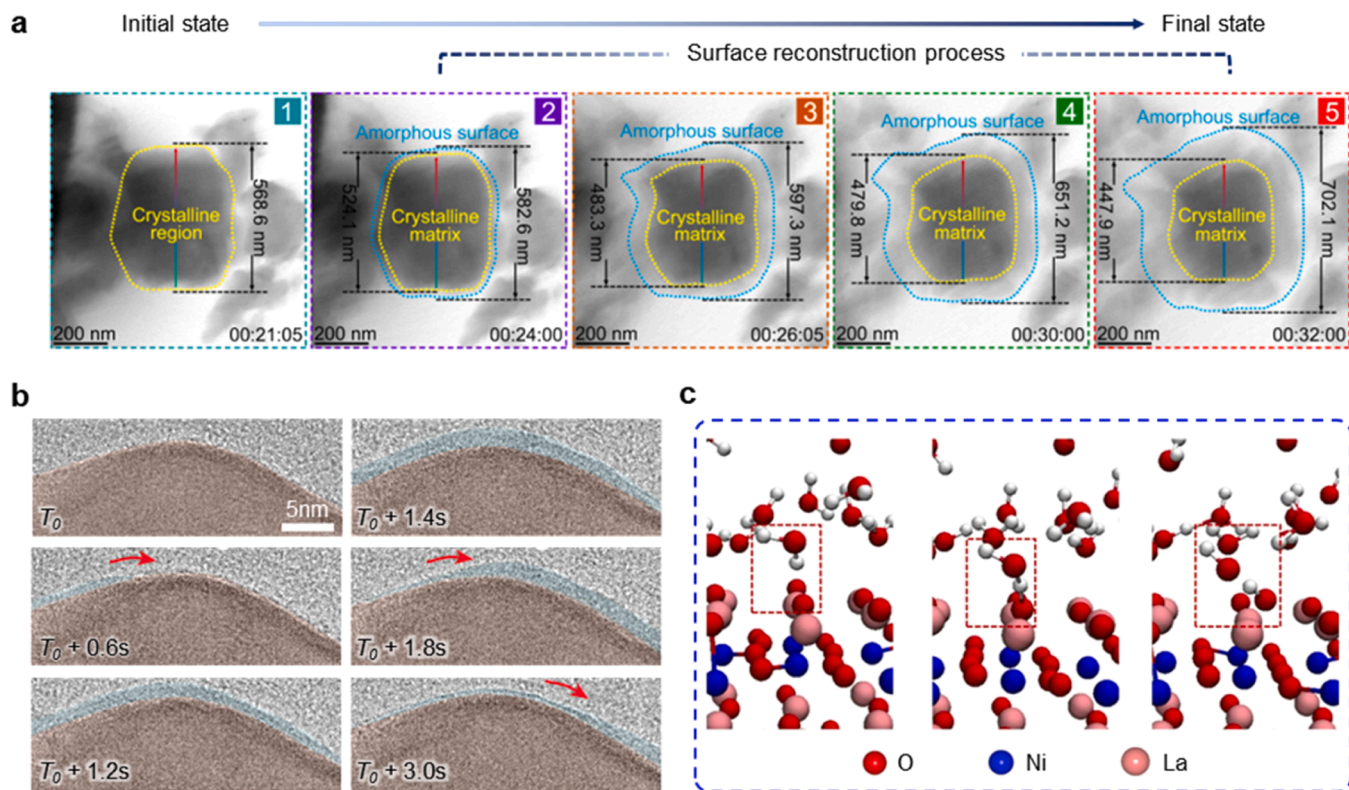 a
Initial state
Final state
Surface reconstruction process
1
Crystalline
region
568.6 nm
200 nm
00:21:05
2
Amorphous surface
524.1 nm
Crystalline
matrix
582.6 nm
200 nm
00:24:00
3
Amorphous surface
483.3 nm
Crystalline
matrix
597.3 nm
200 nm
00:26:05
4
Amorphous surface
479.8 nm
Crystalline
matrix
651.2 nm
200 nm
00:30:00
5
Amorphous surface
447.9 nm
Crystalline
matrix
702.1 nm
200 nm
00:32:00
b
T0
5nm
T0 + 1.4s
T0 + 0.6s
T0 + 1.8s
T0 + 1.2s
T0 + 3.0s
c
O
Ni
La